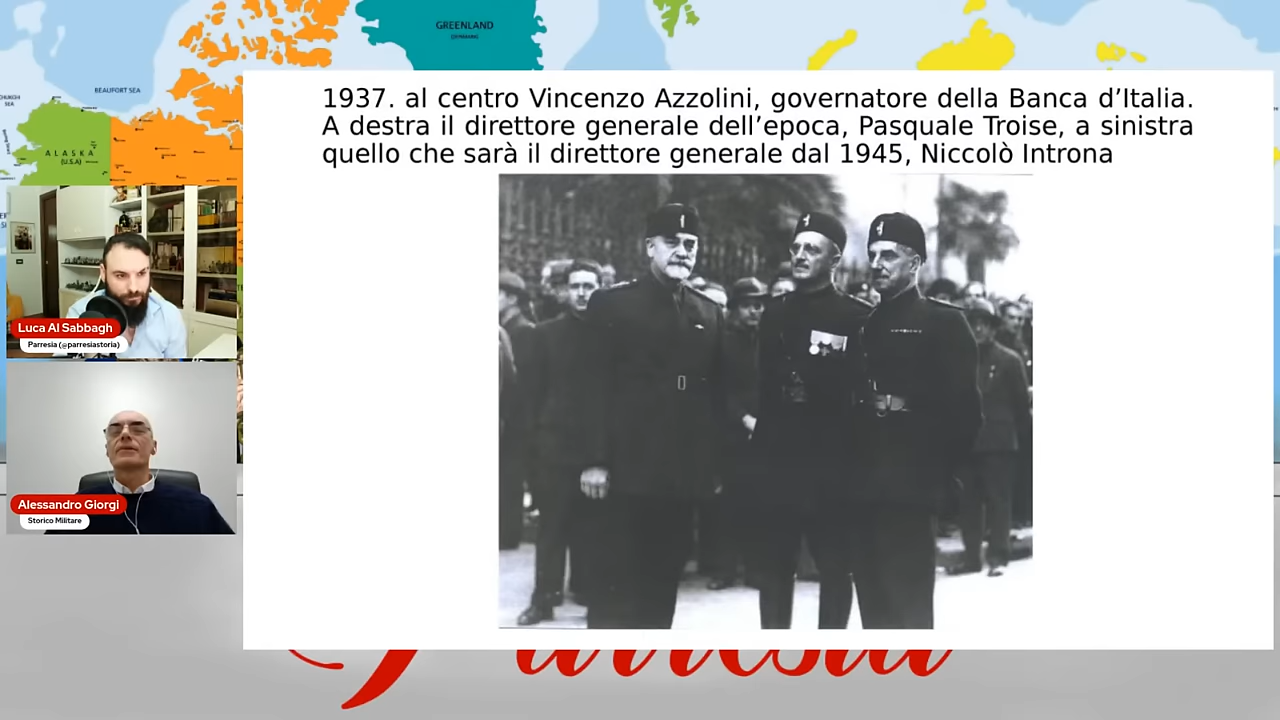 GREENLAND
(DENMARK)
BEAUFORT SEA
ALASKA
(U.S.A)
1937. al centro Vincenzo Azzolini, governatore della Banca d’Italia.
A destra il direttore generale dell’epoca, Pasquale Troise, a sinistra
quello che sarà il direttore generale dal 1945, Niccolò Introna
Luca Al Sabbagh
Parresia (@parresiastoria)
Alessandro Giorgi
Storico Militare
Parresia